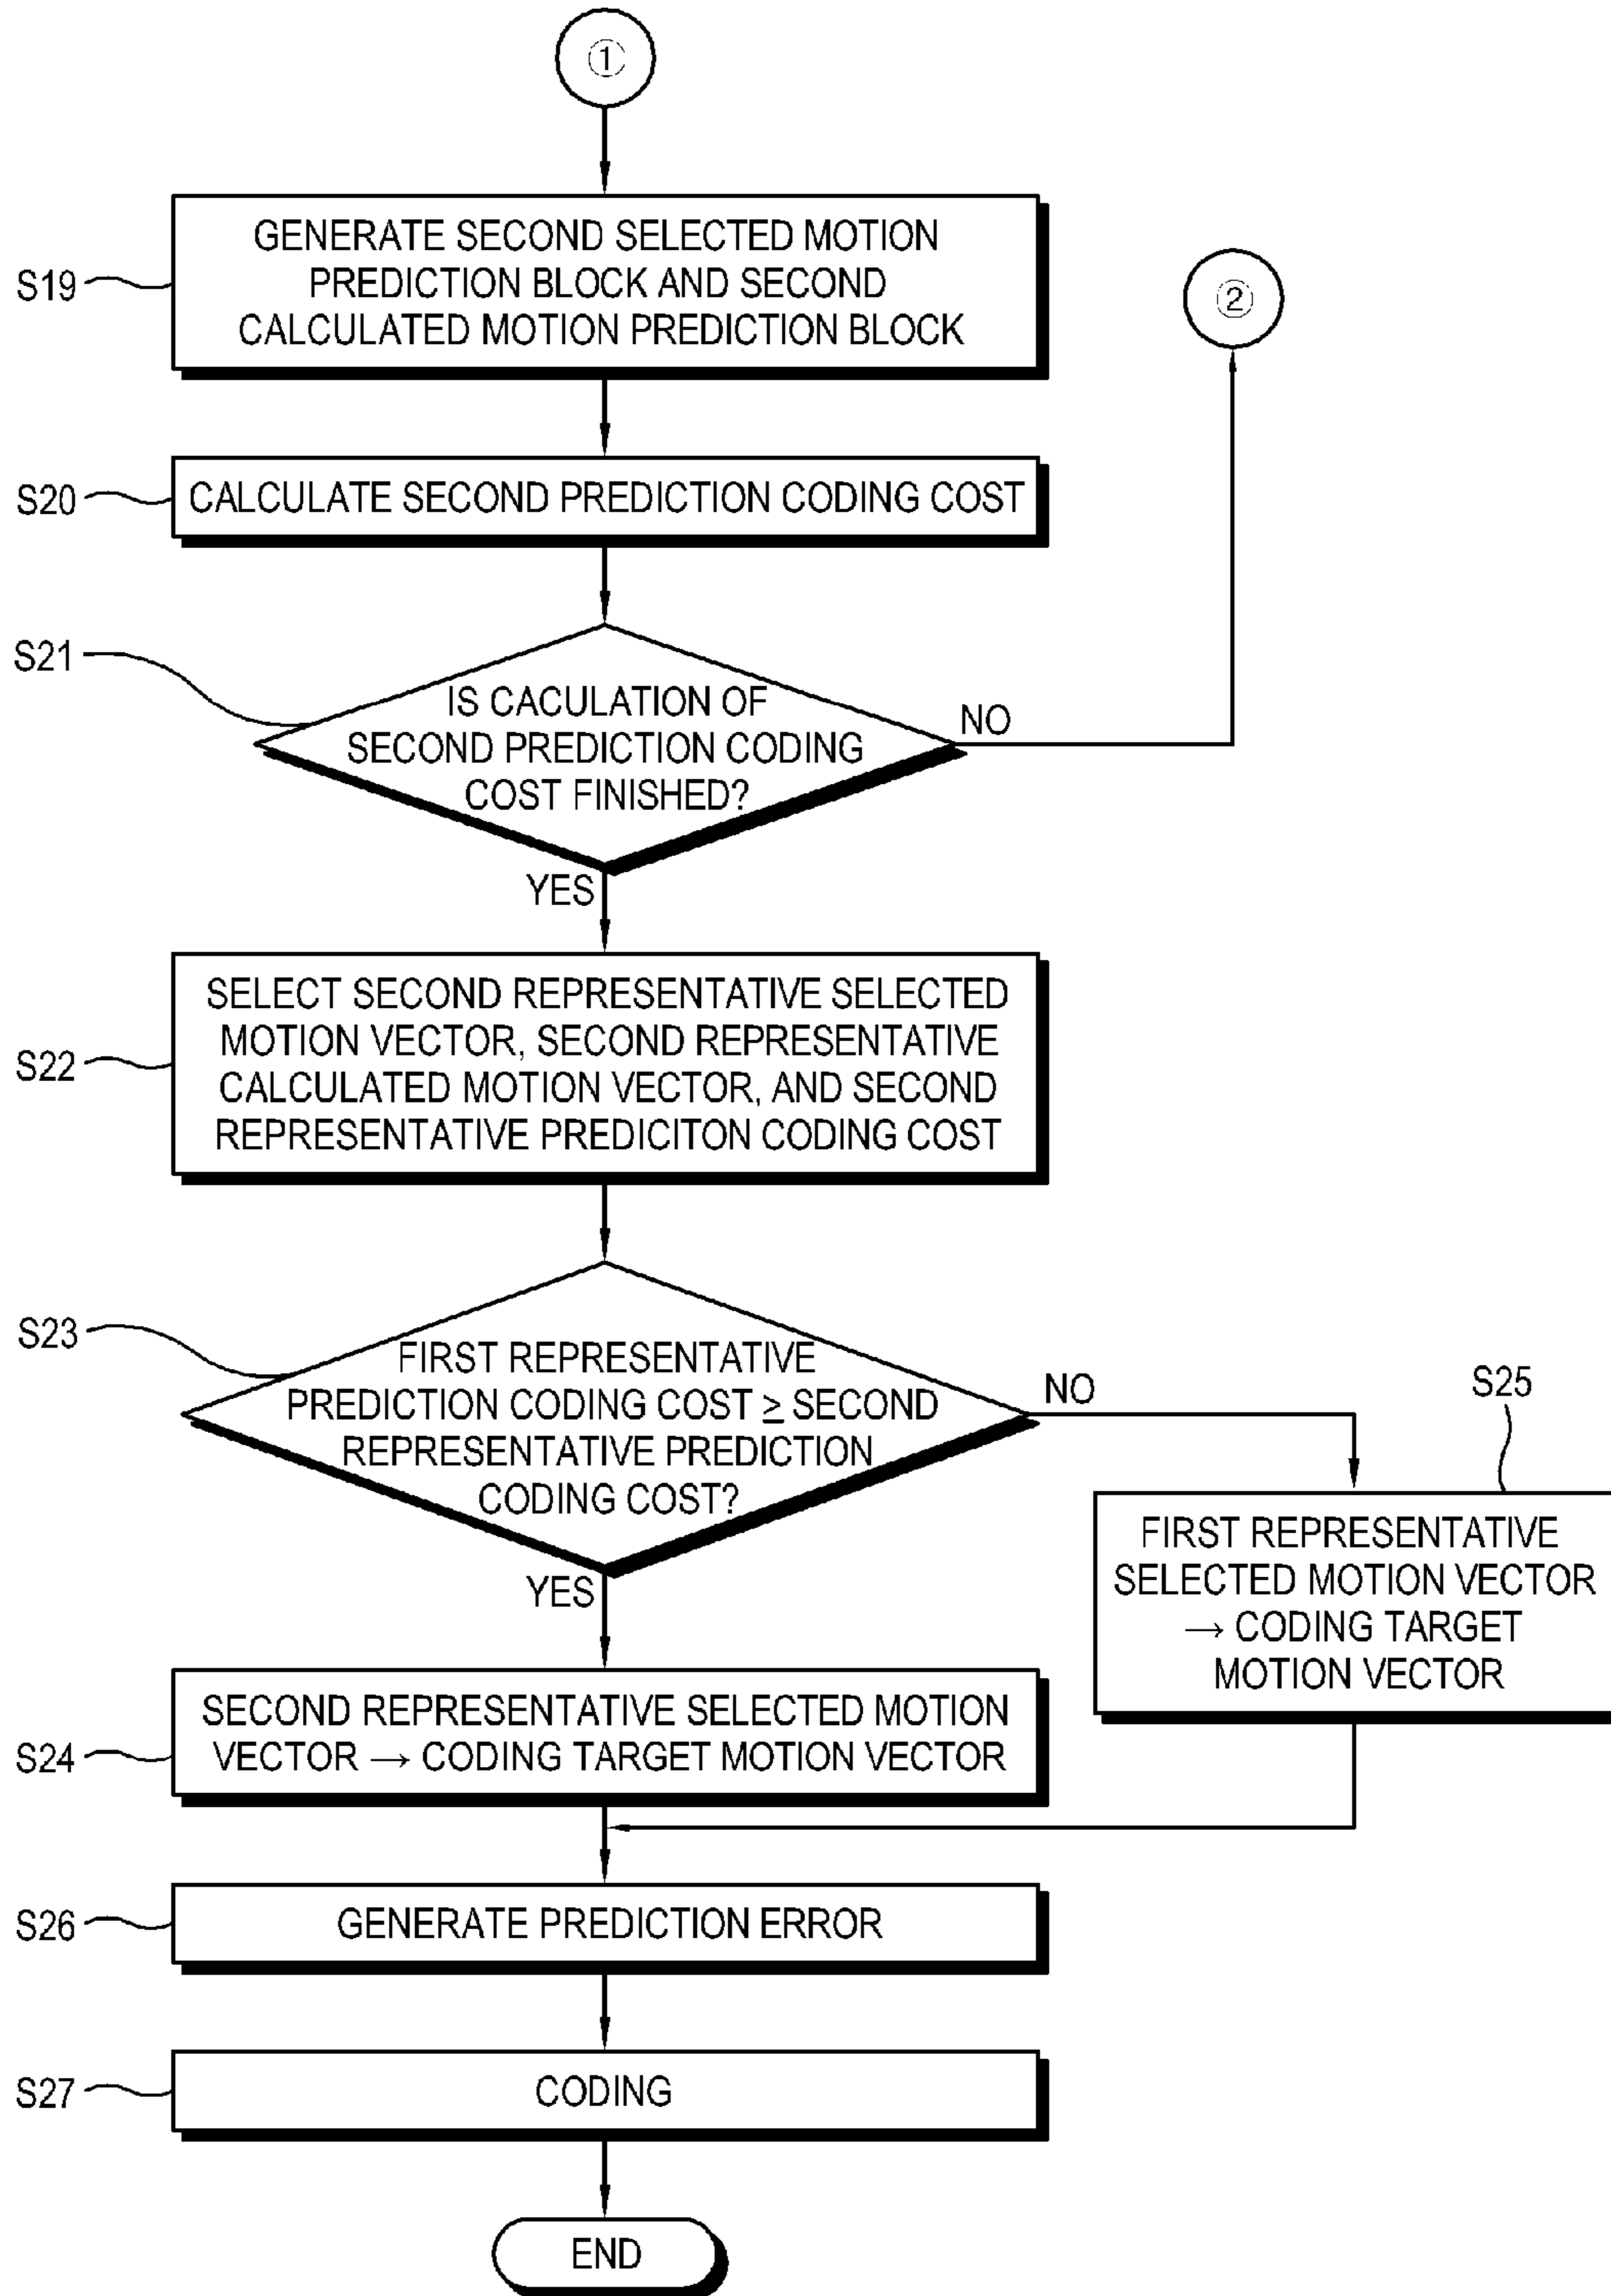 ①
S19
GENERATE SECOND SELECTED MOTION
PREDICTION BLOCK AND SECOND
CALCULATED MOTION PREDICTION BLOCK
②
S20
CALCULATE SECOND PREDICTION CODING COST
S21
IS CACULATION OF
SECOND PREDICTION CODING
COST FINISHED?
NO
YES
S22
SELECT SECOND REPRESENTATIVE SELECTED
MOTION VECTOR, SECOND REPRESENTATIVE
CALCULATED MOTION VECTOR, AND SECOND
REPRESENTATIVE PREDICITON CODING COST
S23
FIRST REPRESENTATIVE
PREDICTION CODING COST ≥ SECOND
REPRESENTATIVE PREDICTION
CODING COST?
NO
YES
S25
FIRST REPRESENTATIVE
SELECTED MOTION VECTOR
→ CODING TARGET
MOTION VECTOR
S24
SECOND REPRESENTATIVE SELECTED MOTION
VECTOR → CODING TARGET MOTION VECTOR
S26
GENERATE PREDICTION ERROR
S27
CODING
END